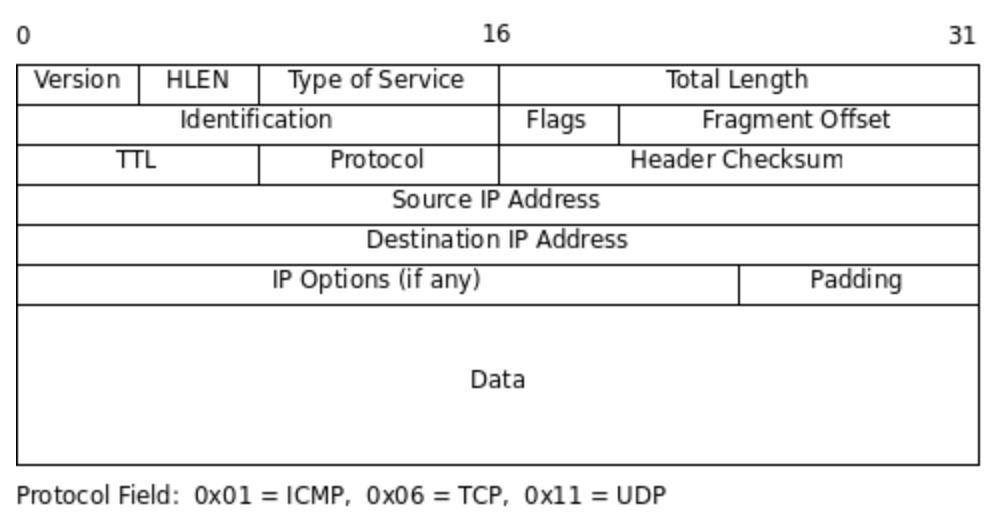 0 16 31
Version HLEN Type of Service Total Length
Identification Flags Fragment Offset
TTL Protocol Header Checksum
Source IP Address
Destination IP Address
IP Options (if any) Padding
Data
Protocol Field: 0x01 = ICMP, 0x06 = TCP, 0x11 = UDP